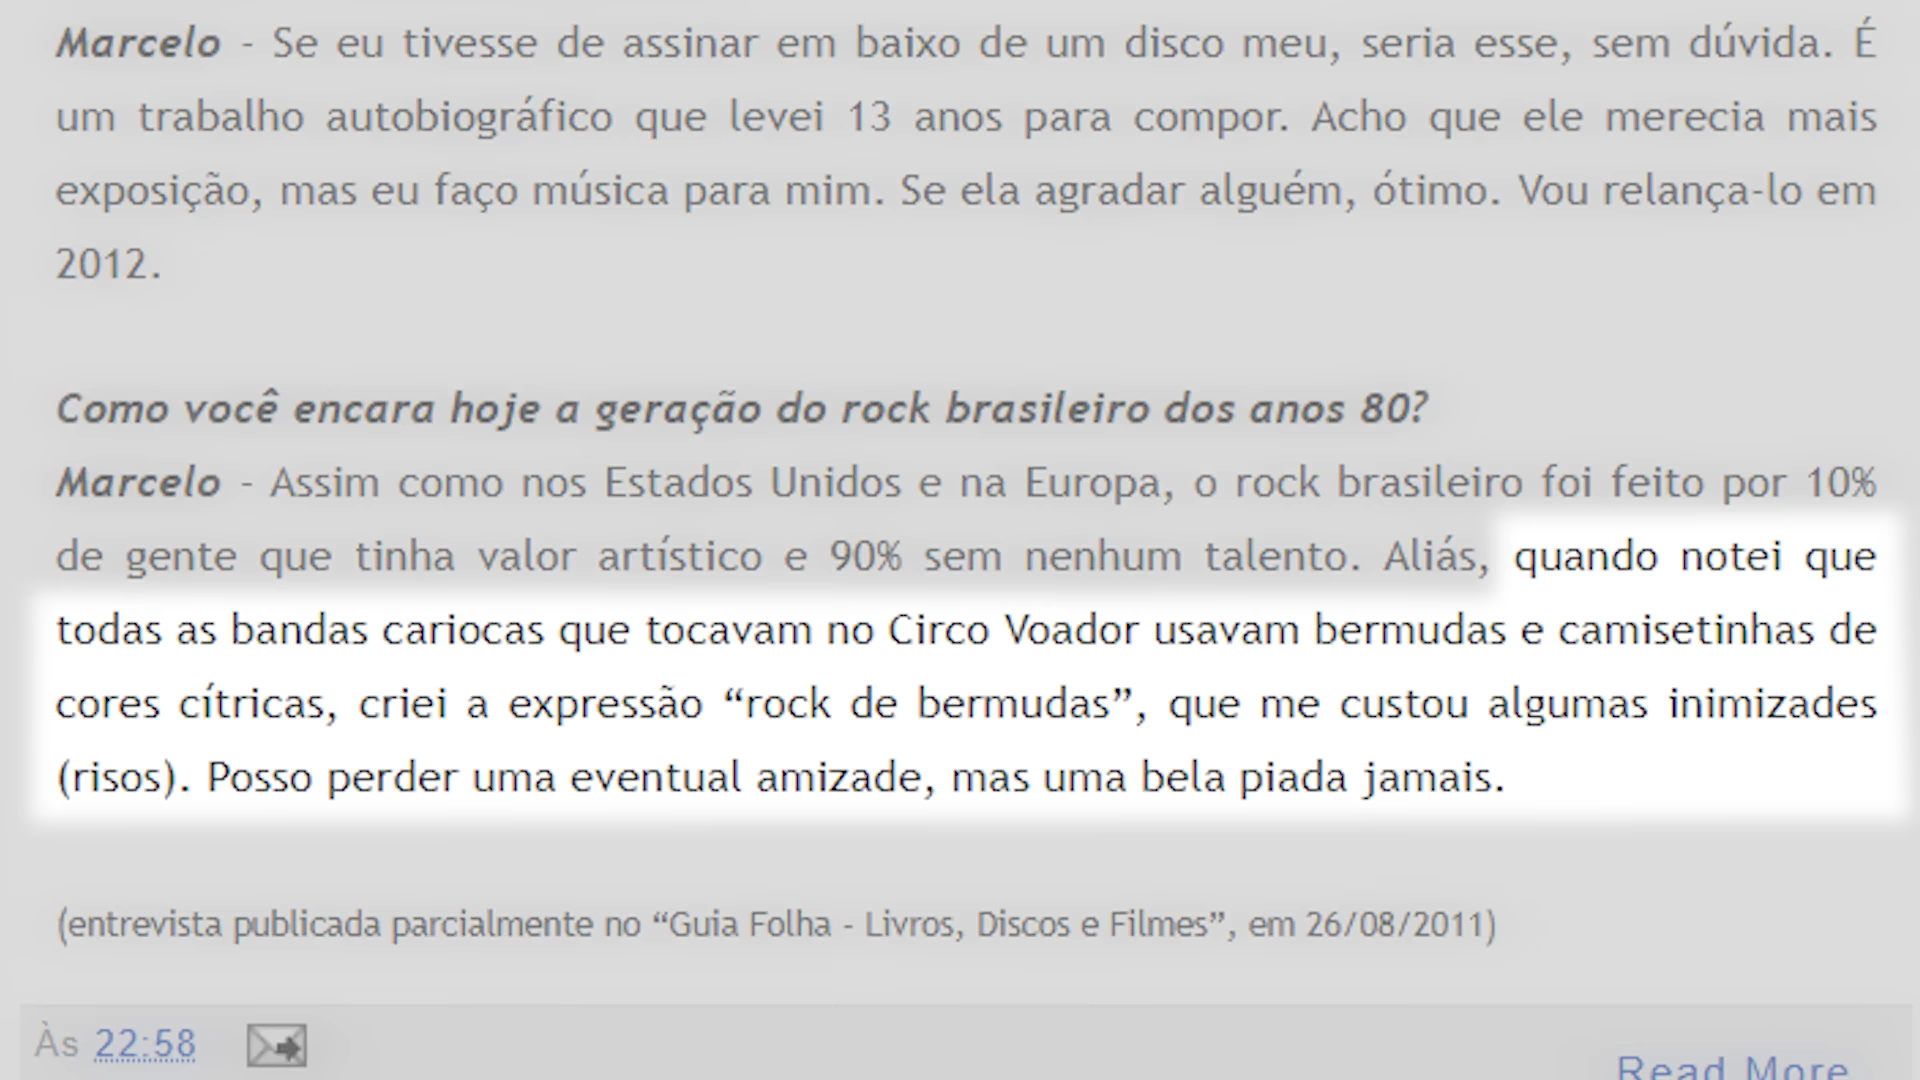 Marcelo - Se eu tivesse de assinar em baixo de um disco meu, seria esse, sem dúvida. É
um trabalho autobiográfico que levei 13 anos para compor. Acho que ele merecia mais
exposição, mas eu faço música para mim. Se ela agradar alguém, ótimo. Vou relança-lo em
2012.
Como você encara hoje a geração do rock brasileiro dos anos 80?
Marcelo - Assim como nos Estados Unidos e na Europa, o rock brasileiro foi feito por 10%
de gente que tinha valor artístico e 90% sem nenhum talento. Aliás, quando notei que
todas as bandas cariocas que tocavam no Circo Voador usavam bermudas e camisetinhas de
cores cítricas, criei a expressão “rock de bermudas”, que me custou algumas inimizades
(risos). Posso perder uma eventual amizade, mas uma bela piada jamais.
(entrevista publicada parcialmente no “Guia Folha - Livros, Discos e Filmes”, em 26/08/2011)
Às 22:58
Read More